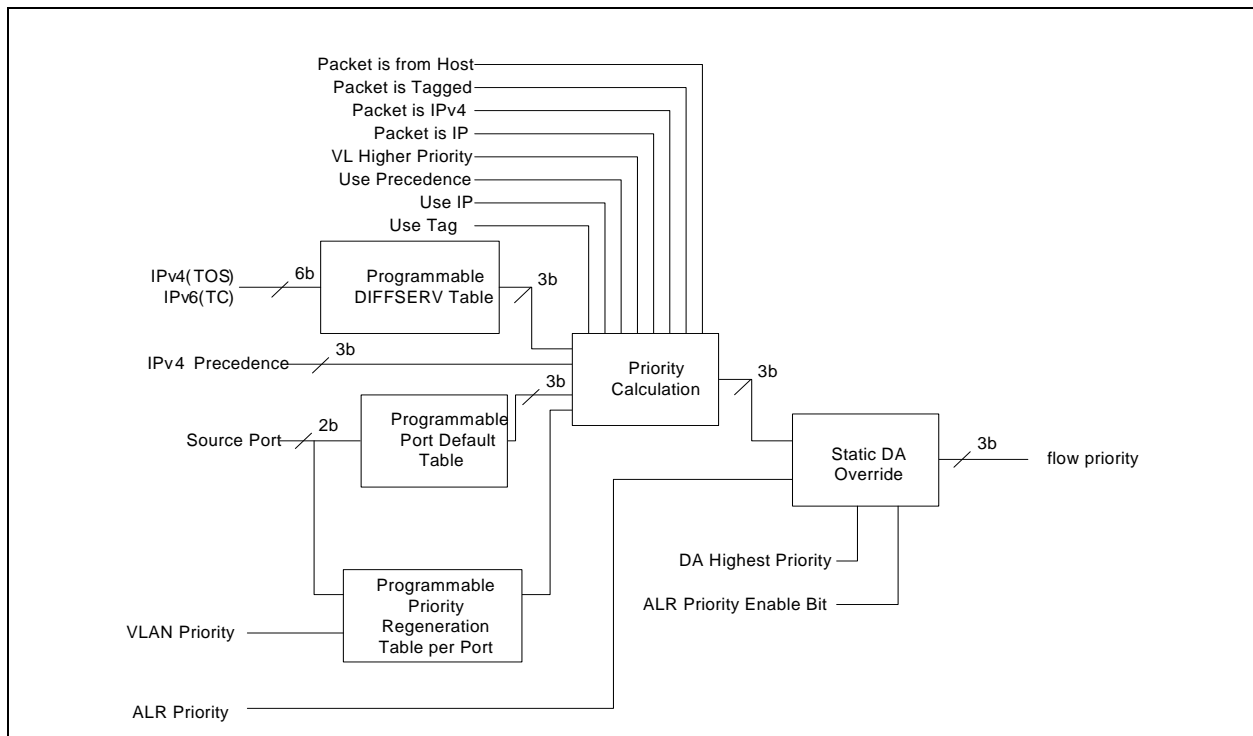 Packet is from Host
Packet is Tagged
Packet is IPv4
Packet is IP
VL Higher Priority
Use Precedence
Use IP
Use Tag
IPv4(TOS)
IPv6(TC)
6b
Programmable
DIFFSERV Table
3b
IPv4 Precedence
3b
Priority
Calculation
3b
3b
Source Port
2b
Programmable
Port Default
Table
Static DA
Override
3b
flow priority
DA Highest Priority
ALR Priority Enable Bit
VLAN Priority
Programmable
Priority
Regeneration
Table per Port
ALR Priority